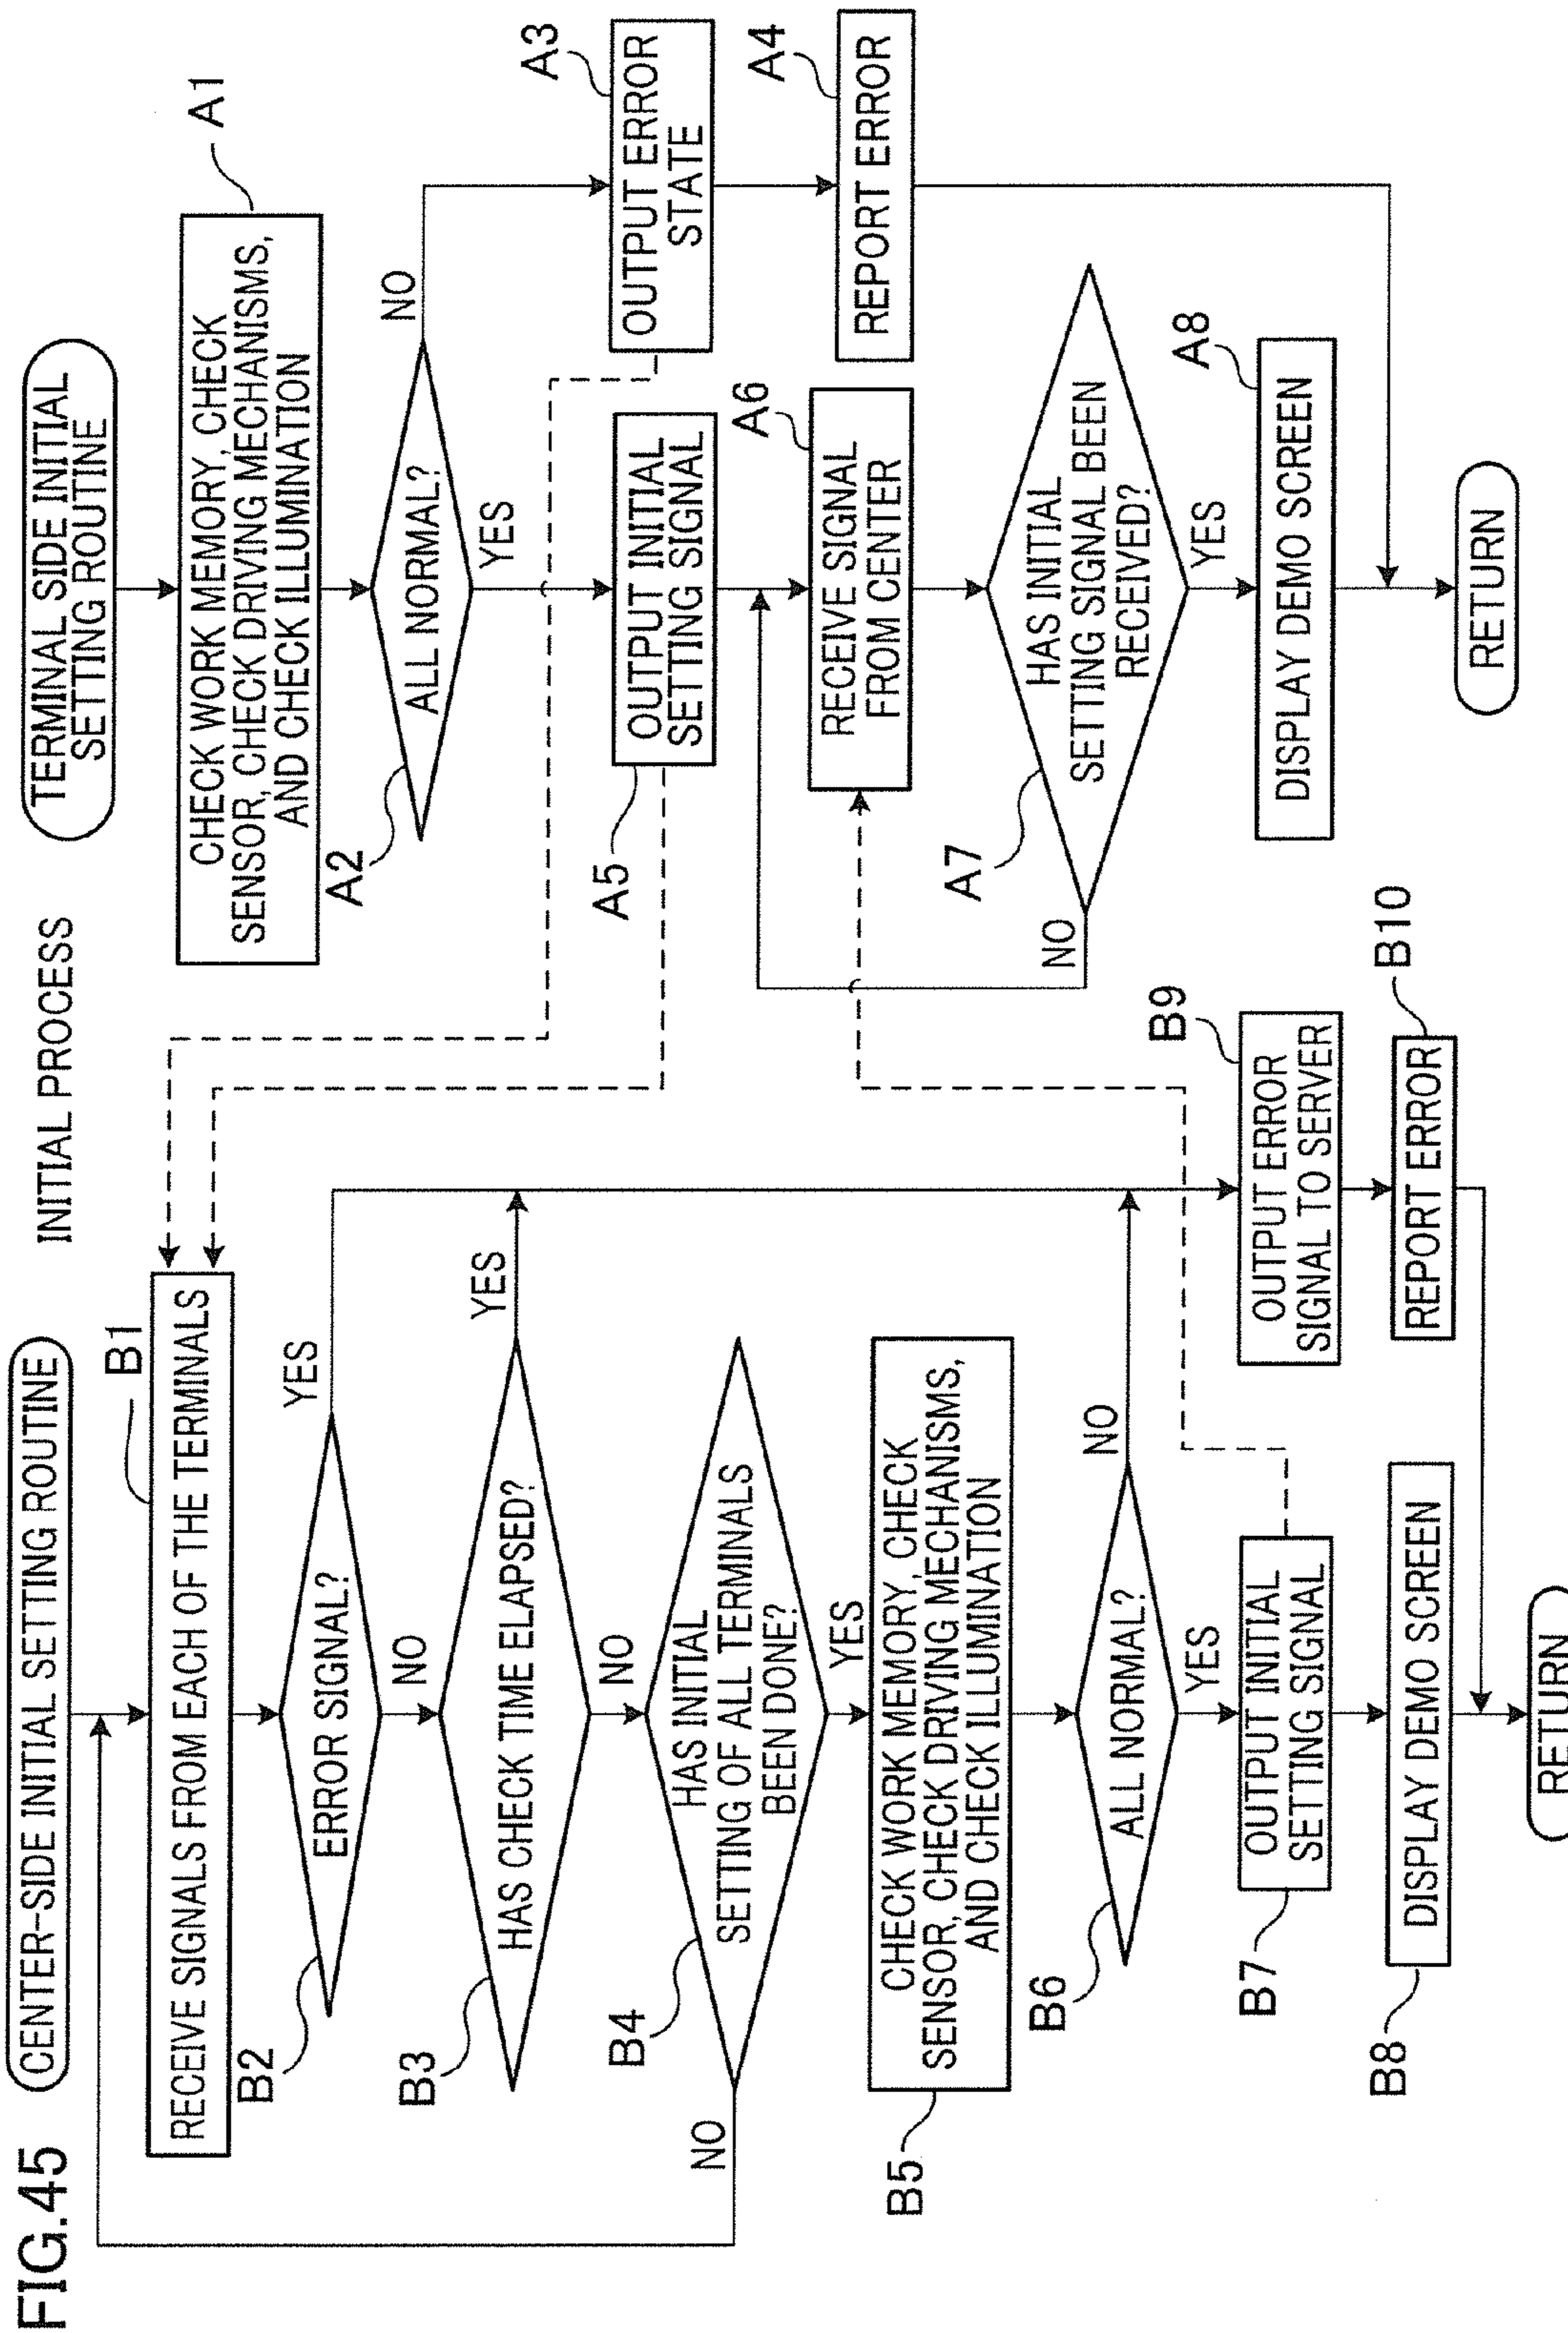 FIG.45
INITIAL PROCESS
CENTER-SIDE INITIAL SETTING ROUTINE
B1
RECEIVE SIGNALS FROM EACH OF THE TERMINALS
B2
ERROR SIGNAL?
YES
NO
B3
HAS CHECK TIME ELAPSED?
YES
NO
B4
HAS INITIAL
SETTING OF ALL TERMINALS
BEEN DONE?
NO
YES
B5
CHECK WORK MEMORY, CHECK
SENSOR, CHECK DRIVING MECHANISMS,
AND CHECK ILLUMINATION
B6
ALL NORMAL?
NO
YES
B7
OUTPUT INITIAL
SETTING SIGNAL
B8
DISPLAY DEMO SCREEN
B9
OUTPUT ERROR
SIGNAL TO SERVER
B10
REPORT ERROR
RETURN
TERMINAL SIDE INITIAL
SETTING ROUTINE
A1
CHECK WORK MEMORY, CHECK
SENSOR, CHECK DRIVING MECHANISMS,
AND CHECK ILLUMINATION
A2
ALL NORMAL?
NO
YES
A3
OUTPUT ERROR
STATE
A4
REPORT ERROR
A5
OUTPUT INITIAL
SETTING SIGNAL
A6
RECEIVE SIGNAL
FROM CENTER
A7
HAS INITIAL
SETTING SIGNAL BEEN
RECEIVED?
NO
YES
A8
DISPLAY DEMO SCREEN
RETURN